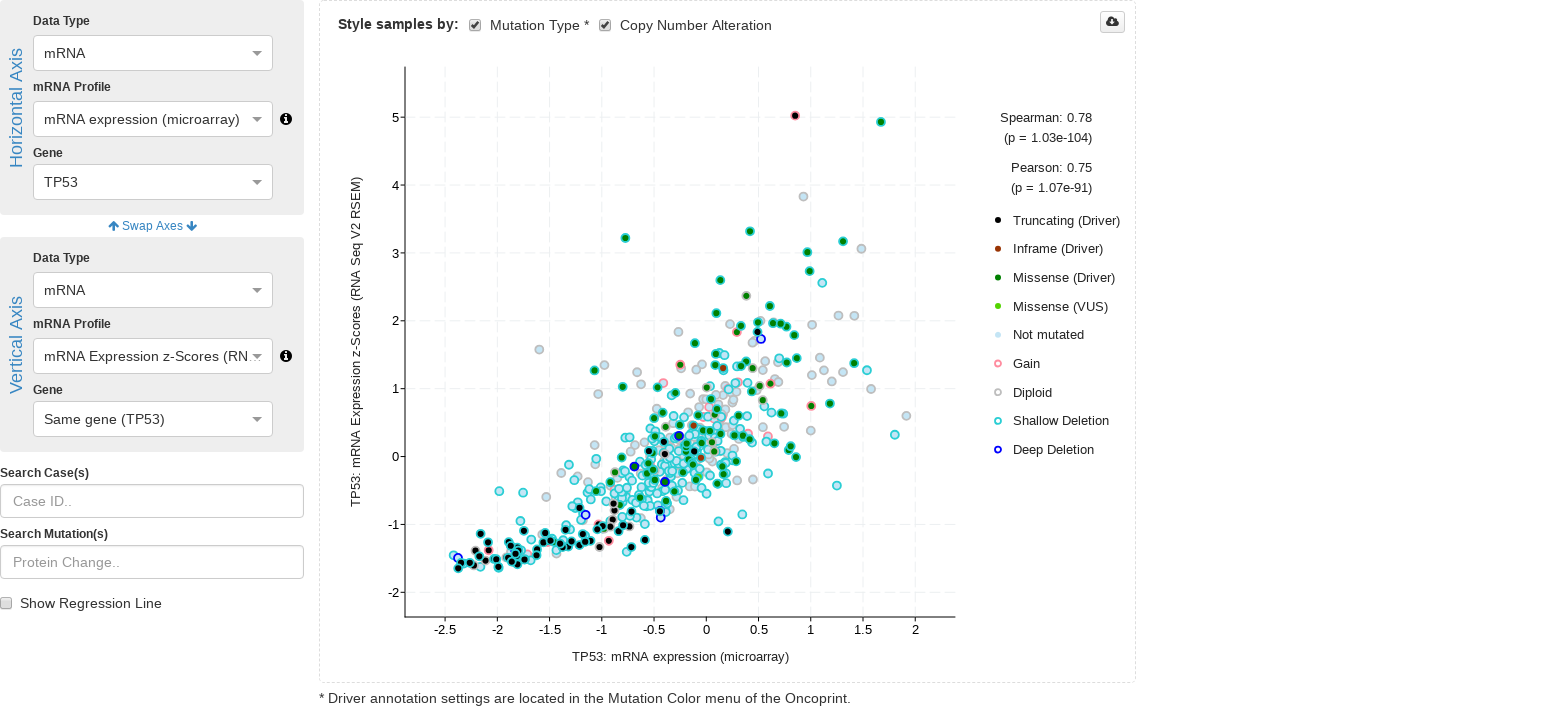 Horizontal Axis
Data Type
mRNA
mRNA Profile
mRNA expression (microarray)
Gene
TP53
Swap Axes
Vertical Axis
Data Type
mRNA
mRNA Profile
mRNA Expression z-Scores (RN...
Gene
Same gene (TP53)
Search Case(s)
Case ID..
Search Mutation(s)
Protein Change..
Show Regression Line
Style samples by: Mutation Type * Copy Number Alteration
TP53: mRNA Expression z-Scores (RNA Seq V2 RSEM)
5
4
3
2
1
0
-1
-2
-2.5 -2 -1.5 -1 -0.5 0 0.5 1 1.5 2
TP53: mRNA expression (microarray)
Spearman: 0.78
(p = 1.03e-104)
Pearson: 0.75
(p = 1.07e-91)
Truncating (Driver)
Inframe (Driver)
Missense (Driver)
Missense (VUS)
Not mutated
Gain
Diploid
Shallow Deletion
Deep Deletion
* Driver annotation settings are located in the Mutation Color menu of the Oncoprint.